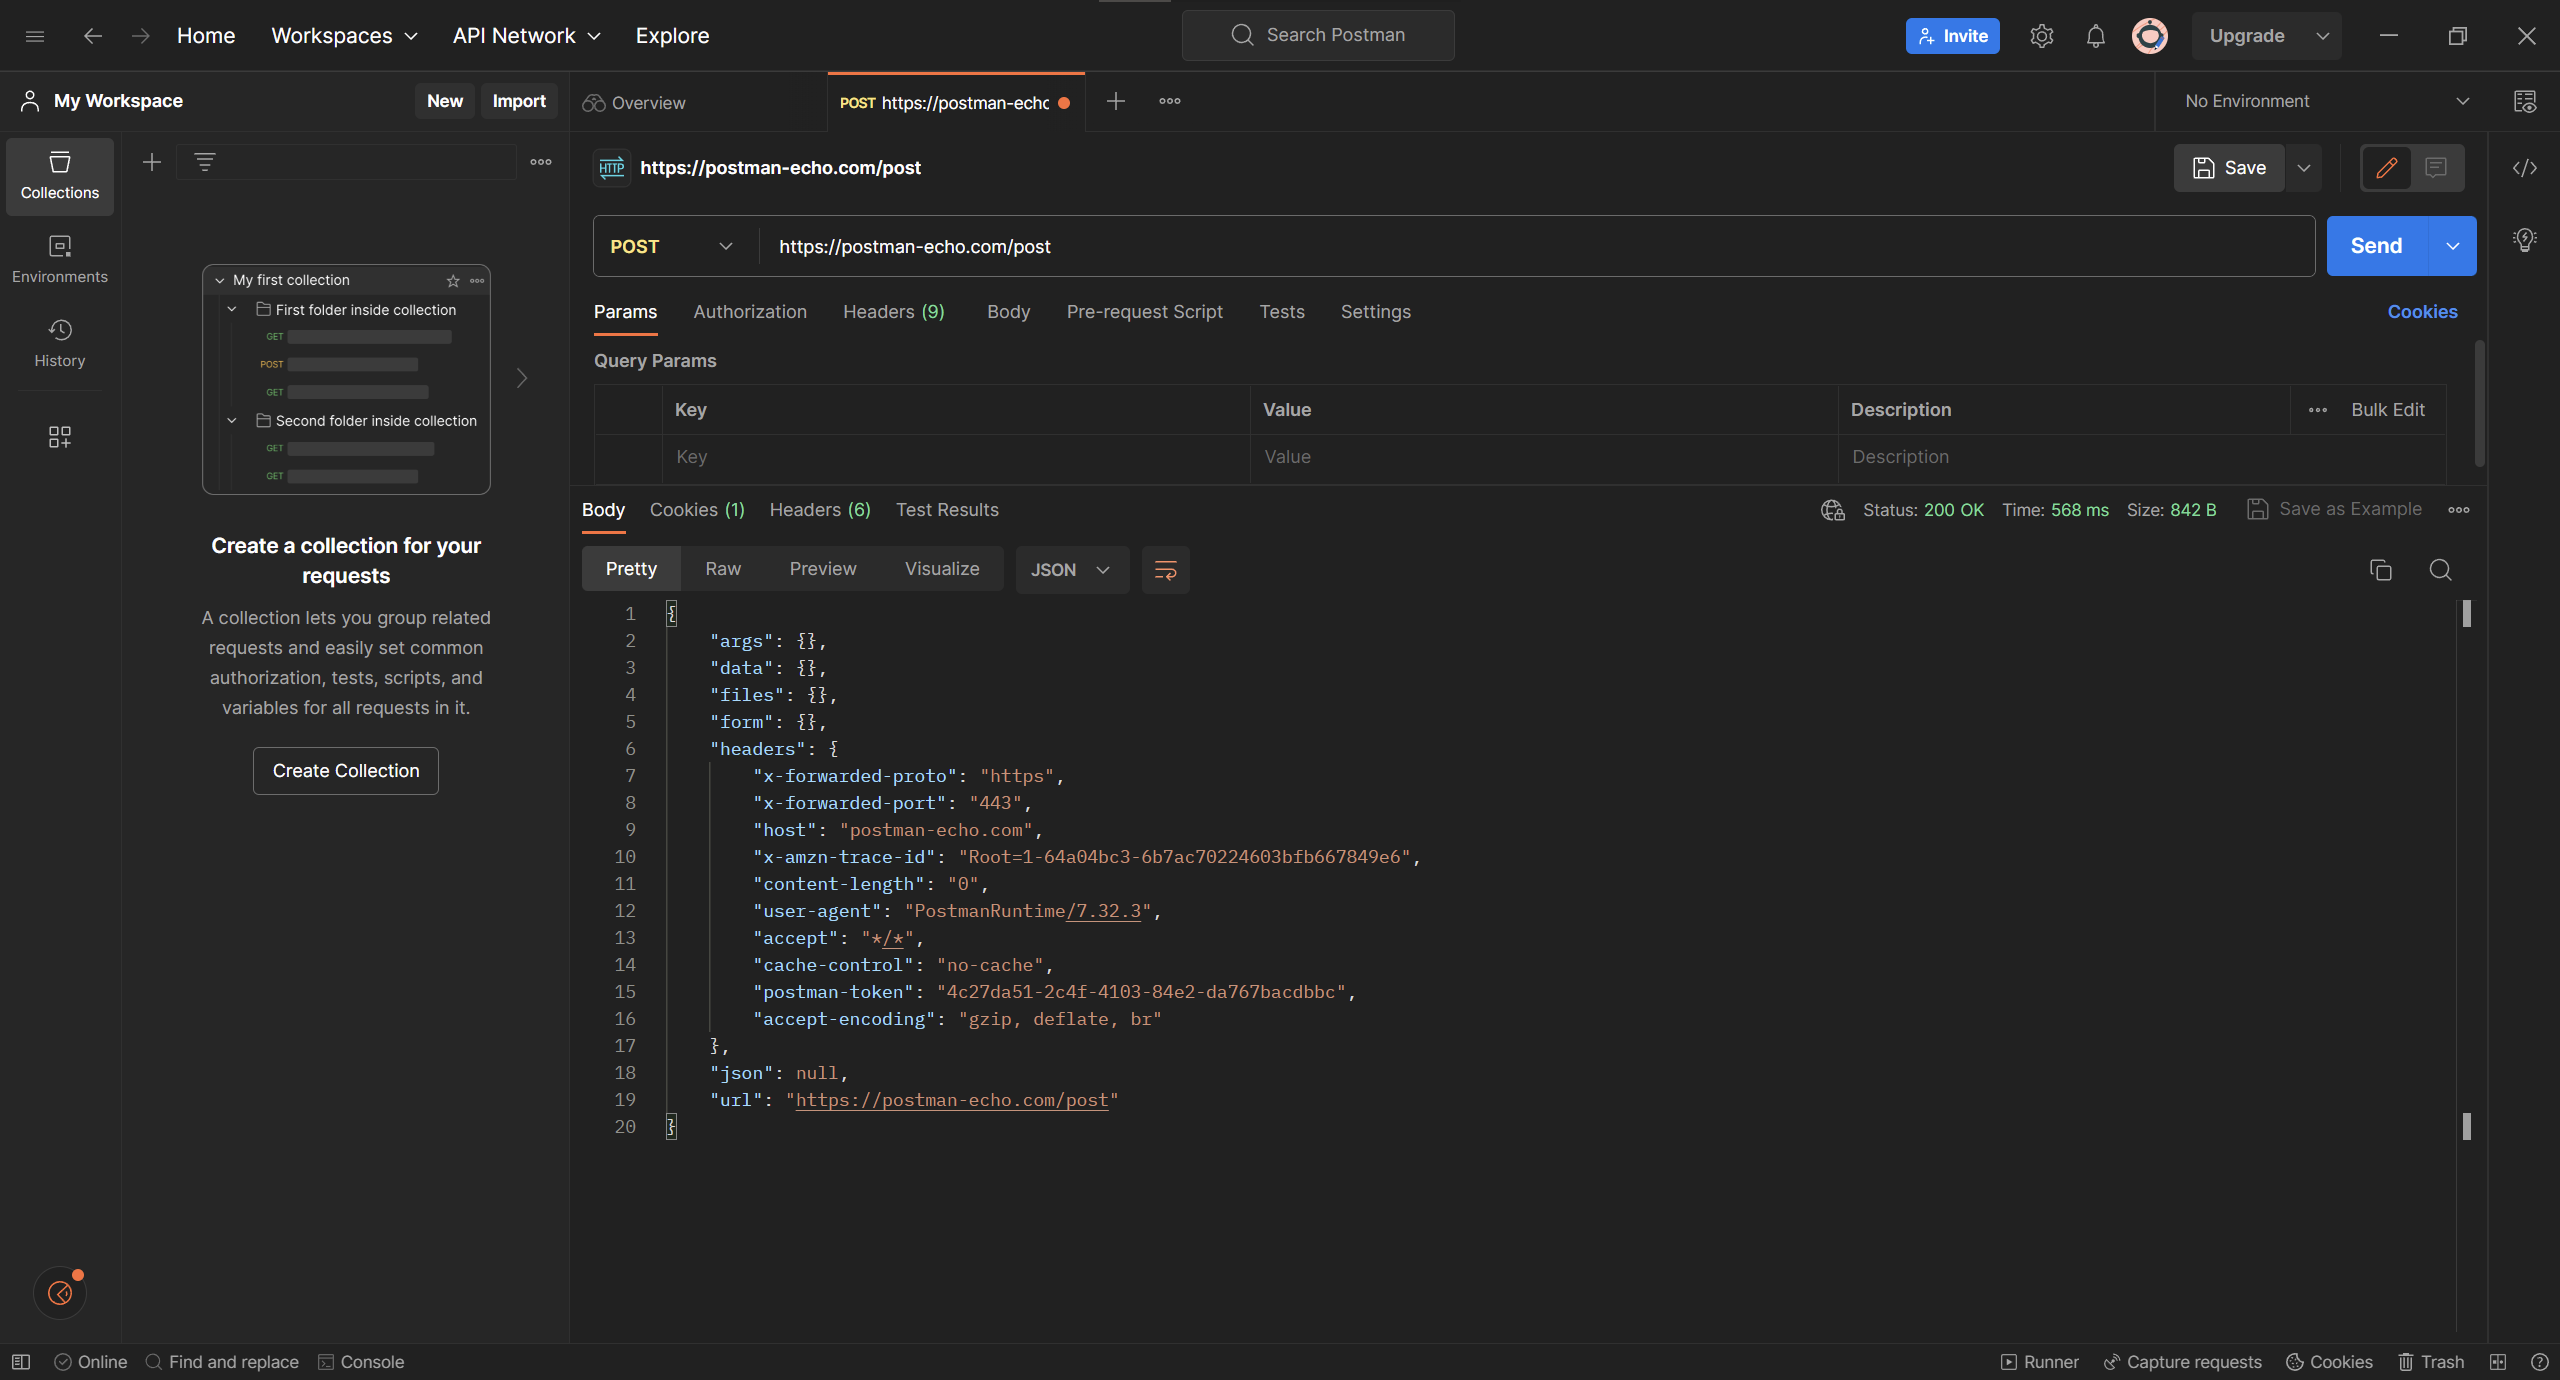 Home Workspaces API Network Explore Search Postman Invite Upgrade
My Workspace New Import Overview POST https://postman-echo No Environment
Collections
Environments
History
My first collection
First folder inside collection
GET
POST
GET
Second folder inside collection
GET
GET
Create a collection for your
requests
A collection lets you group related
requests and easily set common
authorization, tests, scripts, and
variables for all requests in it.
Create Collection
HTTP https://postman-echo.com/post Save
POST https://postman-echo.com/post Send
Params Authorization Headers (9) Body Pre-request Script Tests Settings Cookies
Query Params
Key Value Description Bulk Edit
Key Value Description
Body Cookies (1) Headers (6) Test Results Status: 200 OK Time: 568 ms Size: 842 B Save as Example
Pretty Raw Preview Visualize JSON
1 {
2 "args": {},
3 "data": {},
4 "files": {},
5 "form": {},
6 "headers": {
7 "x-forwarded-proto": "https",
8 "x-forwarded-port": "443",
9 "host": "postman-echo.com",
10 "x-amzn-trace-id": "Root=1-64a04bc3-6b7ac70224603bfb667849e6",
11 "content-length": "0",
12 "user-agent": "PostmanRuntime/7.32.3",
13 "accept": "*/*",
14 "cache-control": "no-cache",
15 "postman-token": "4c27da51-2c4f-4103-84e2-da767bacdbbc",
16 "accept-encoding": "gzip, deflate, br"
17 },
18 "json": null,
19 "url": "https://postman-echo.com/post"
20 }
Online Find and replace Console Runner Capture requests Cookies Trash